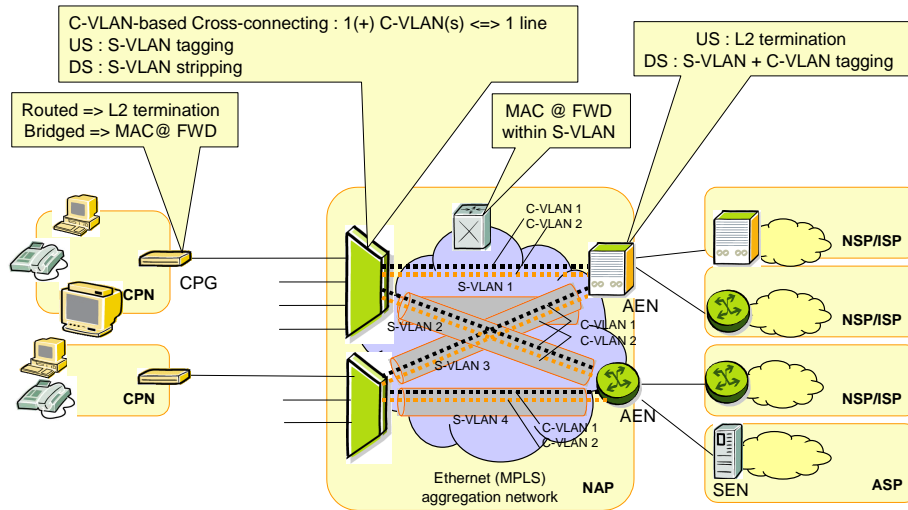 C-VLAN-based Cross-connecting : 1(+) C-VLAN(s) <=> 1 line
US : S-VLAN tagging
DS : S-VLAN stripping
US : L2 termination
DS : S-VLAN + C-VLAN tagging
Routed => L2 termination
Bridged => MAC@ FWD
MAC @ FWD
within S-VLAN
C-VLAN 1
C-VLAN 2
NSP/ISP
CPN
CPG
S-VLAN 1
AEN
S-VLAN 2
C-VLAN 1
C-VLAN 2
NSP/ISP
S-VLAN 3
CPN
NSP/ISP
S-VLAN 4
C-VLAN 1
C-VLAN 2
AEN
Ethernet (MPLS)
aggregation network
NAP
SEN
ASP